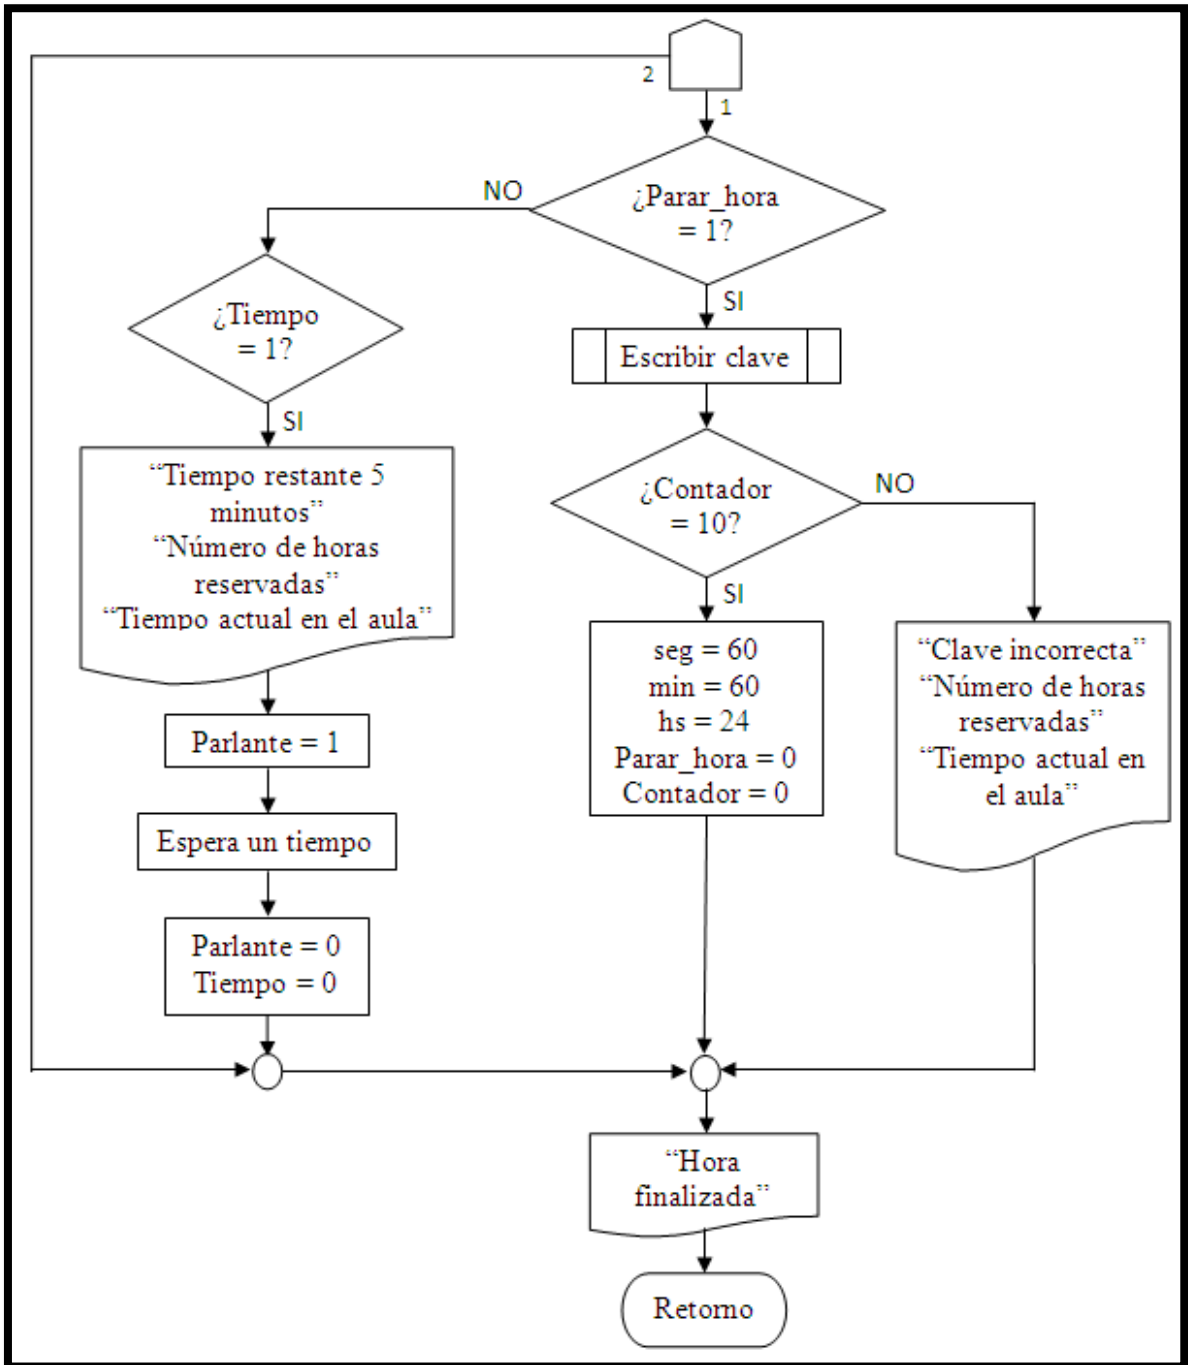 2
1
¿Parar_hora
= 1?
NO
SI
¿Tiempo
= 1?
SI
“Tiempo restante 5
minutos”
“Número de horas
reservadas”
“Tiempo actual en el aula”
Parlante = 1
Espera un tiempo
Parlante = 0
Tiempo = 0
Escribir clave
¿Contador
= 10?
NO
SI
seg = 60
min = 60
hs = 24
Parar_hora = 0
Contador = 0
“Clave incorrecta”
“Número de horas
reservadas”
“Tiempo actual en
el aula”
“Hora
finalizada”
Retorno